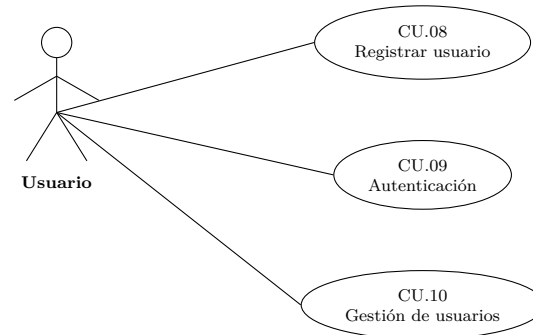 CU.08
Registrar usuario
CU.09
Autenticación
Usuario
CU.10
Gestión de usuarios